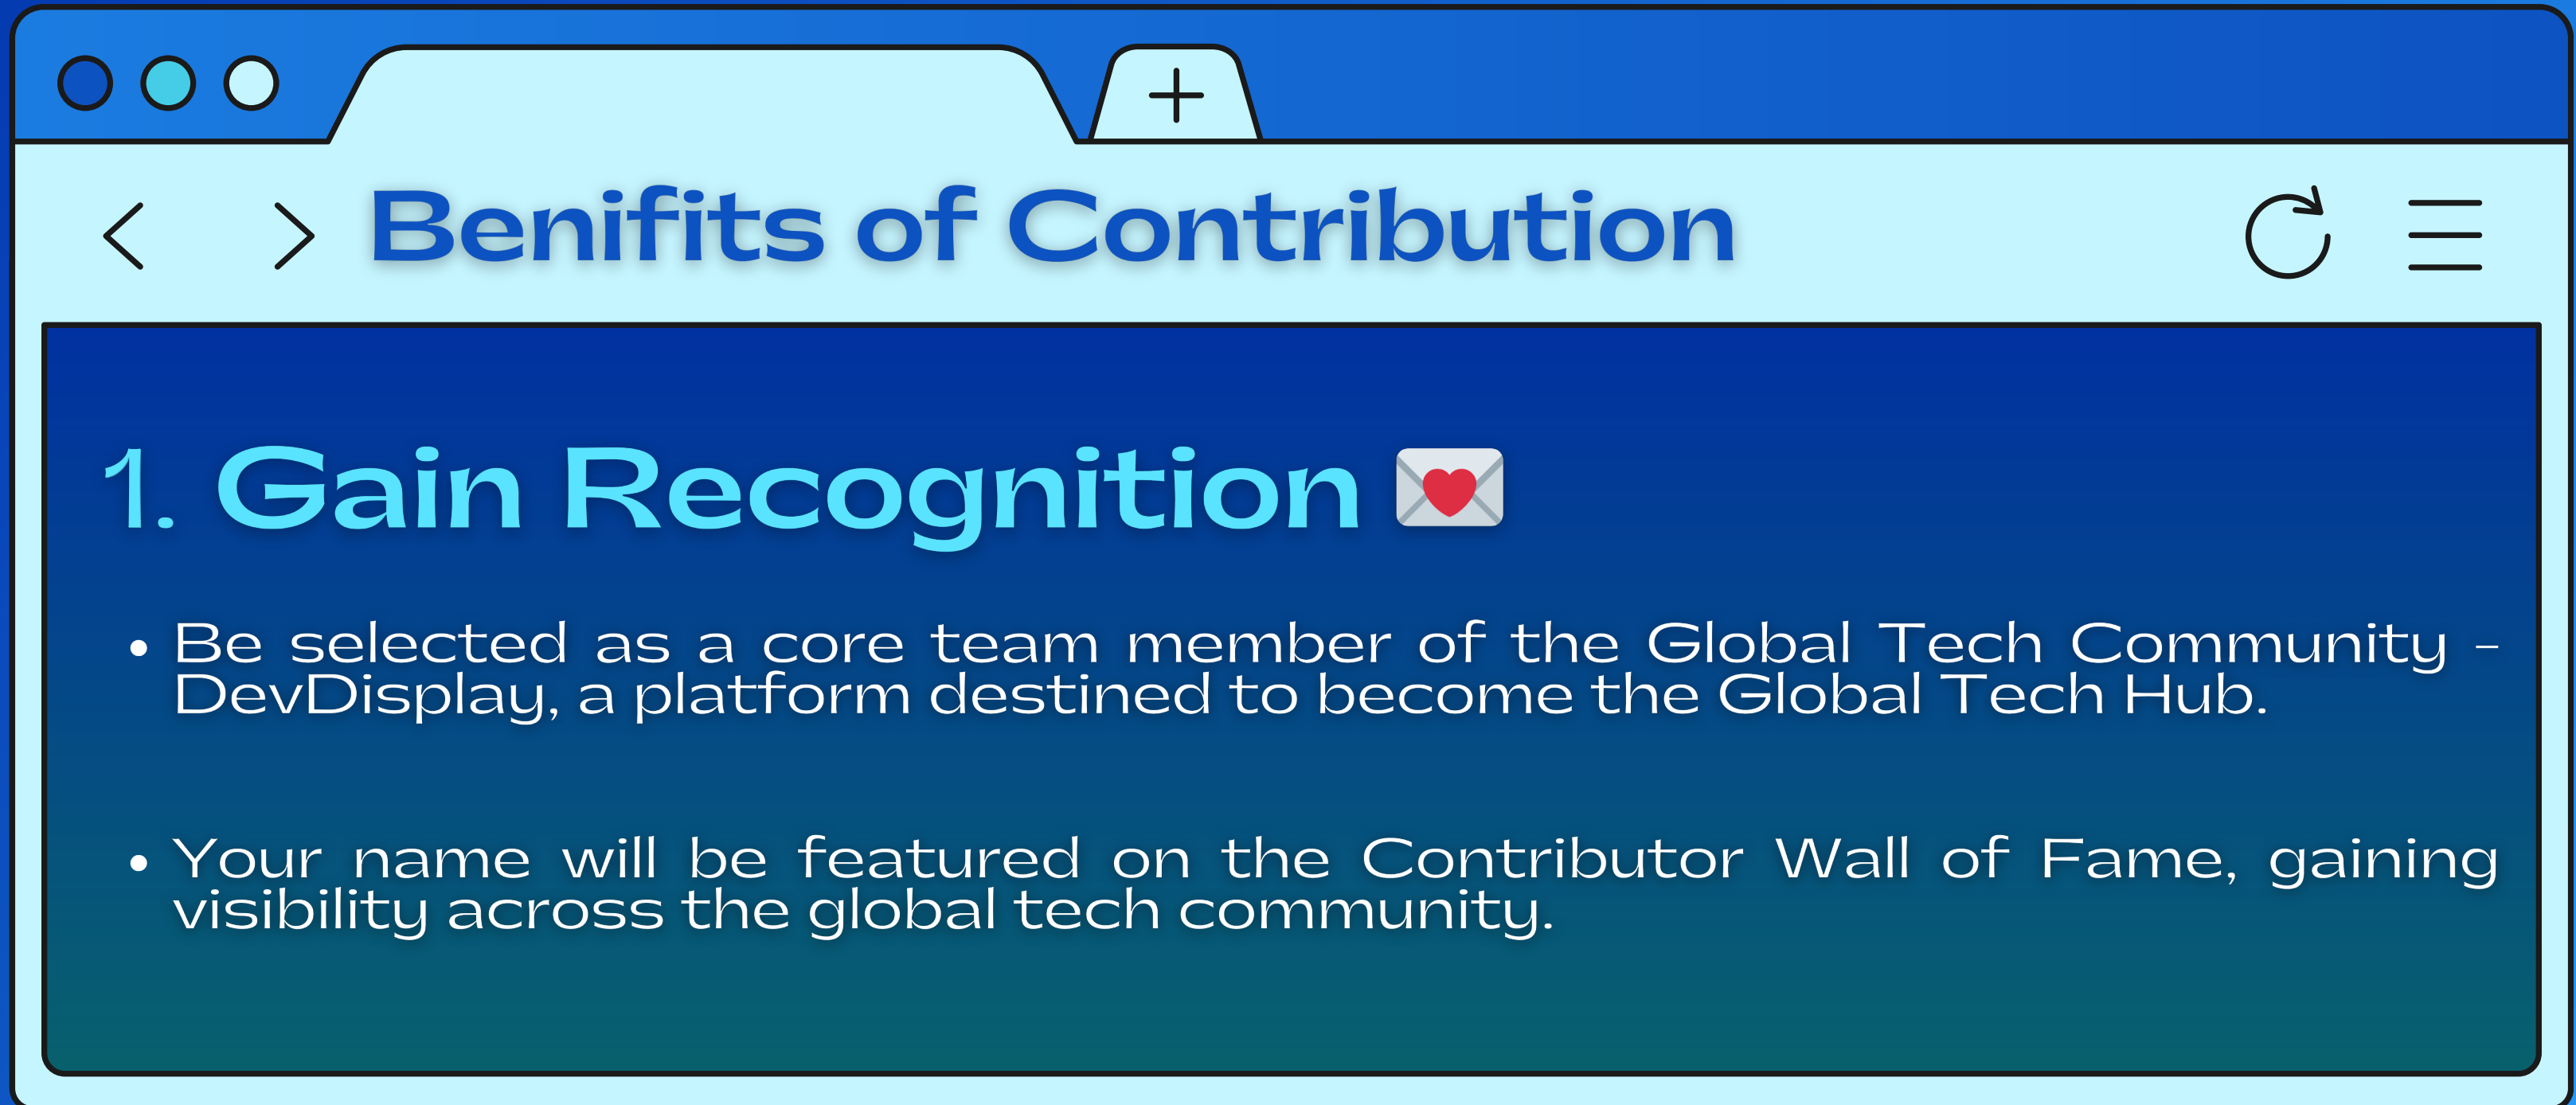 Benifits of Contribution
1. Gain Recognition 💌
• Be selected as a core team member of the Global Tech Community -
DevDisplay, a platform destined to become the Global Tech Hub.
• Your name will be featured on the Contributor Wall of Fame, gaining
visibility across the global tech community.